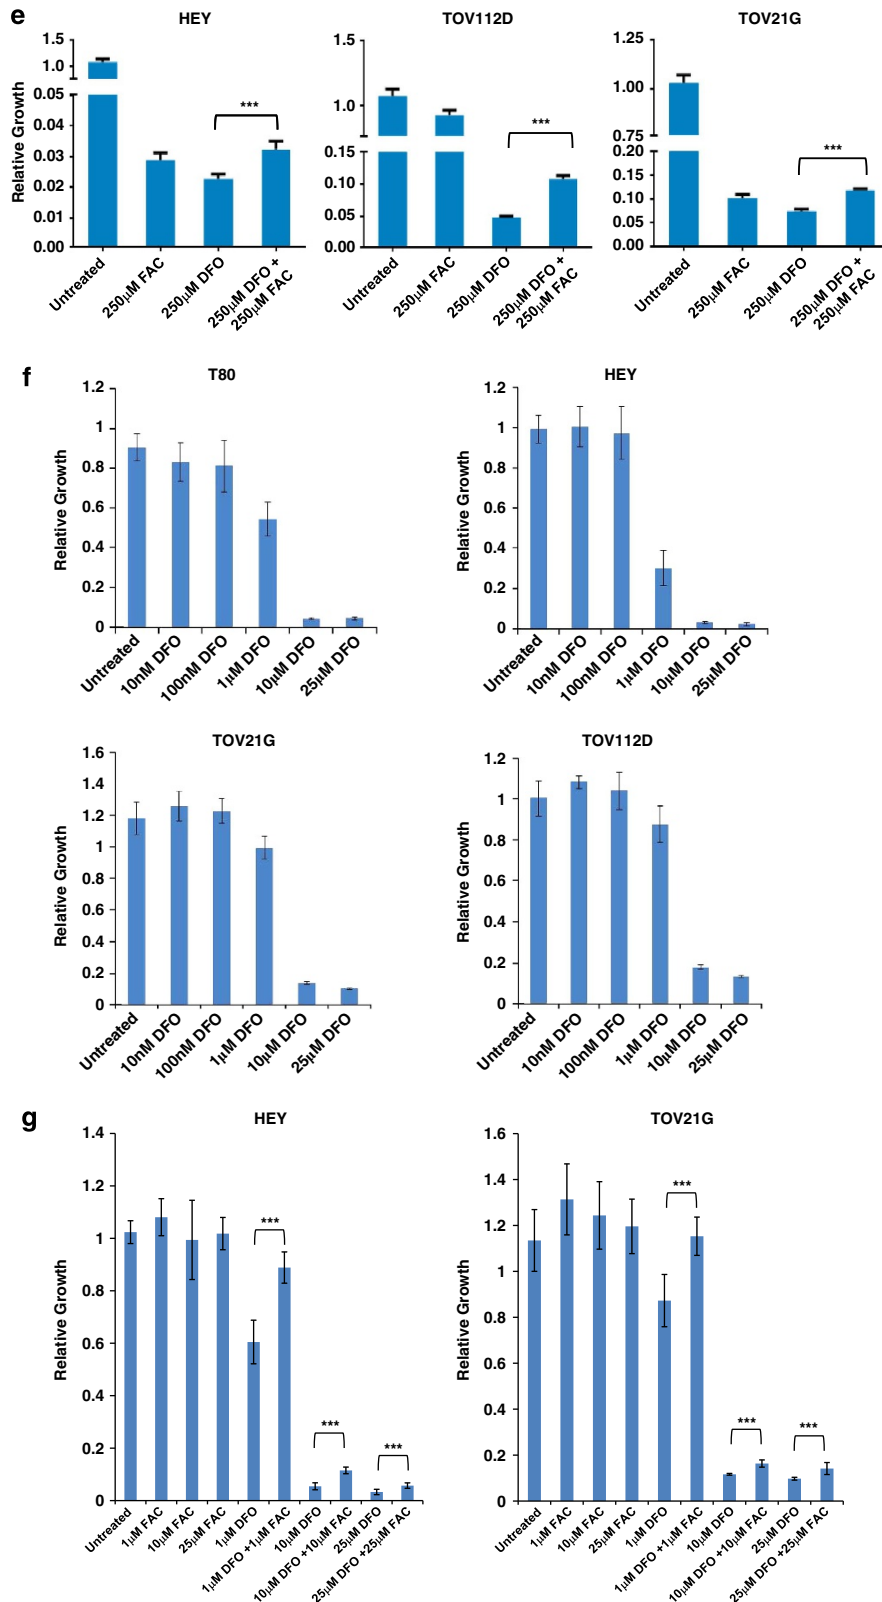 e
HEY
TOV112D
TOV21G
Relative Growth
1.5
1.0
0.05
0.04
0.03
0.02
0.01
0.00
***
Untreated
250µM FAC
250µM DFO
250µM DFO +
250µM FAC
1.5
1.0
0.15
0.10
0.05
0.00
***
Untreated
250µM FAC
250µM DFO
250µM DFO +
250µM FAC
1.25
1.00
0.75
0.20
0.15
0.10
0.05
0.00
***
Untreated
250µM FAC
250µM DFO
250µM DFO +
250µM FAC
f
T80
Relative Growth
1.2
1
0.8
0.6
0.4
0.2
0
Untreated
10nM DFO
100nM DFO
1µM DFO
10µM DFO
25µM DFO
HEY
Relative Growth
1.2
1
0.8
0.6
0.4
0.2
0
Untreated
10nM DFO
100nM DFO
1µM DFO
10µM DFO
25µM DFO
TOV21G
Relative Growth
1.6
1.4
1.2
1
0.8
0.6
0.4
0.2
0
Untreated
10nM DFO
100nM DFO
1µM DFO
10µM DFO
25µM DFO
TOV112D
Relative Growth
1.2
1
0.8
0.6
0.4
0.2
0
Untreated
10nM DFO
100nM DFO
1µM DFO
10µM DFO
25µM DFO
g
HEY
Relative Growth
1.4
1.2
1
0.8
0.6
0.4
0.2
0
***
***
***
Untreated
1µM FAC
10µM FAC
25µM FAC
1µM DFO
1µM DFO +1µM FAC
10µM DFO
10µM DFO +10µM FAC
25µM DFO
25µM DFO +25µM FAC
TOV21G
Relative Growth
1.6
1.4
1.2
1
0.8
0.6
0.4
0.2
0
***
***
***
Untreated
1µM FAC
10µM FAC
25µM FAC
1µM DFO
1µM DFO +1µM FAC
10µM DFO
10µM DFO +10µM FAC
25µM DFO
25µM DFO +25µM FAC